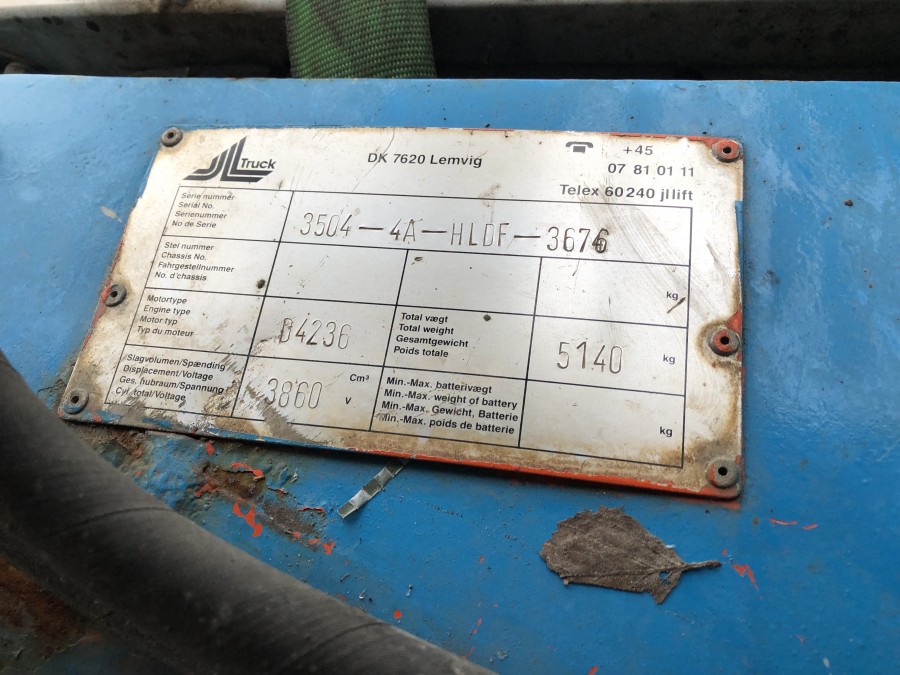 JL Truck
DK 7620 Lemvig
☎ +45
07 81 01 11
Telex 60240 jllift
Serie nummer
Serial No.
Serienummer
No de Serie
3504-4A-HLDF-3676
Stel nummer
Chassis No.
Fahrgestellnummer
No. d'chassis
kg
Motortype
Engine type
Motor typ
Typ du moteur
D4236
Total vægt
Total weight
Gesamtgewicht
Poids totale
5140 kg
Slagvolumen/Spænding
Displacement/Voltage
Ges. hubraum/Spannung
Cyl. total/Voltage
3860 Cm³
v
Min.-Max. batterivægt
Min.-Max. weight of battery
Min.-Max. Gewicht, Batterie
Min.-Max. poids de batterie
kg